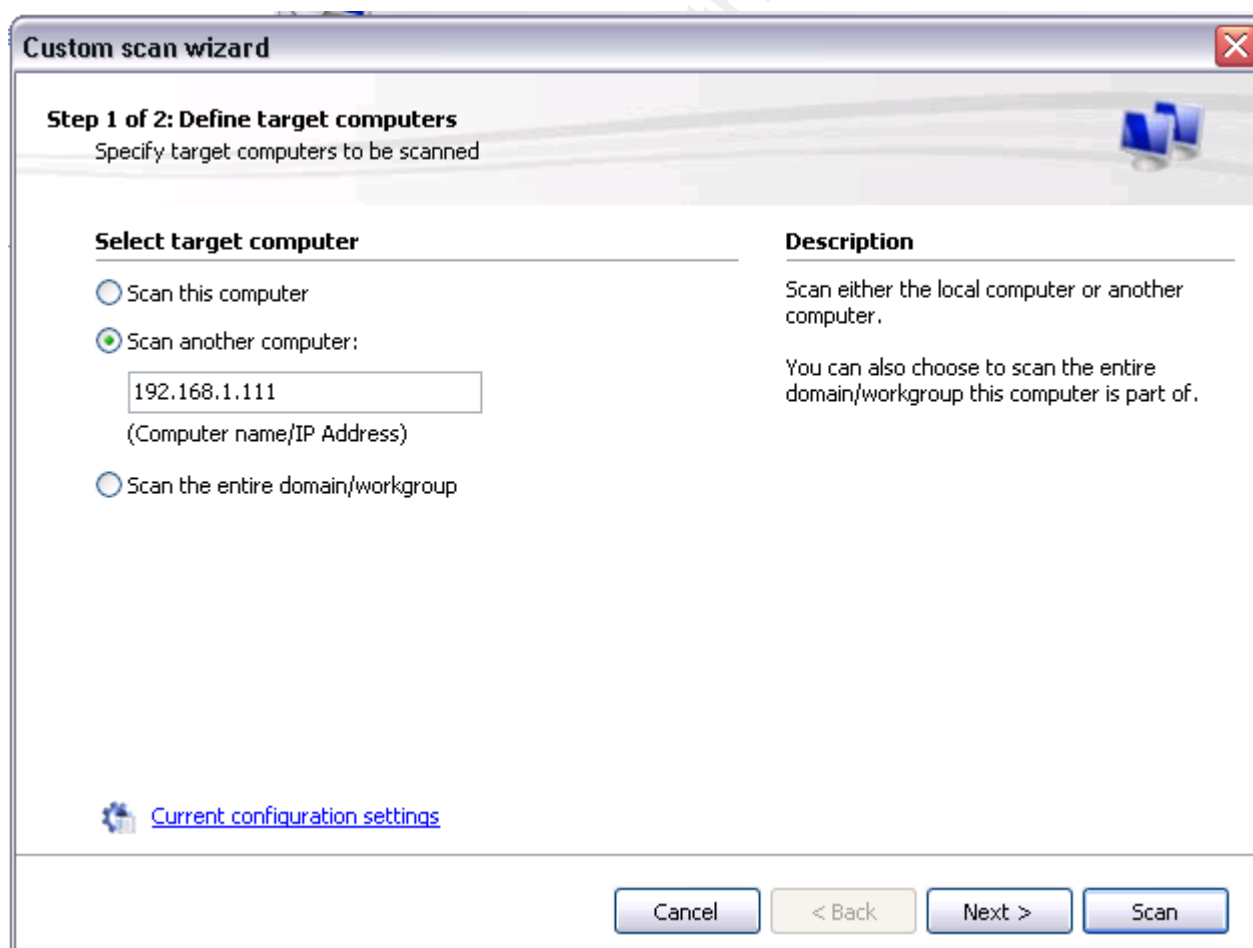 Custom scan wizard
Step 1 of 2: Define target computers
Specify target computers to be scanned
Select target computer
Scan this computer
Scan another computer:
192.168.1.111
(Computer name/IP Address)
Scan the entire domain/workgroup
Description
Scan either the local computer or another
computer.
You can also choose to scan the entire
domain/workgroup this computer is part of.
Current configuration settings
Cancel
< Back
Next >
Scan